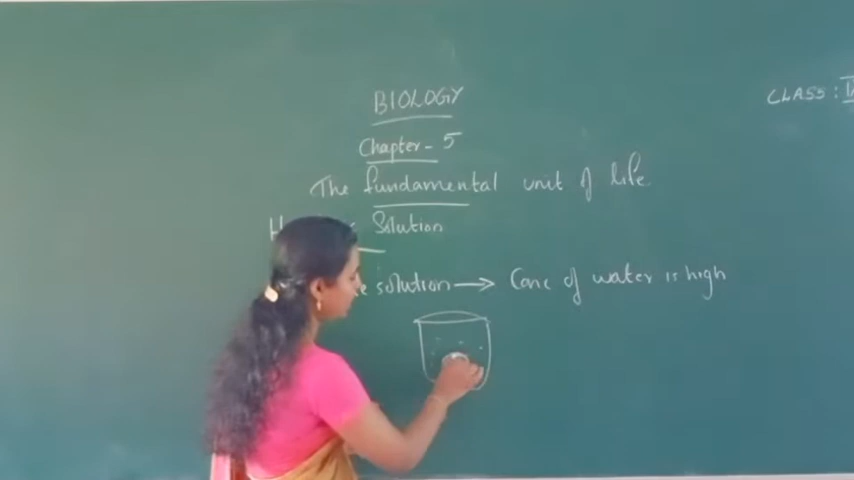 BIOLOGY
CLASS :
Chapter - 5
The fundamental unit of life
Solution
solution → Conc of water is high